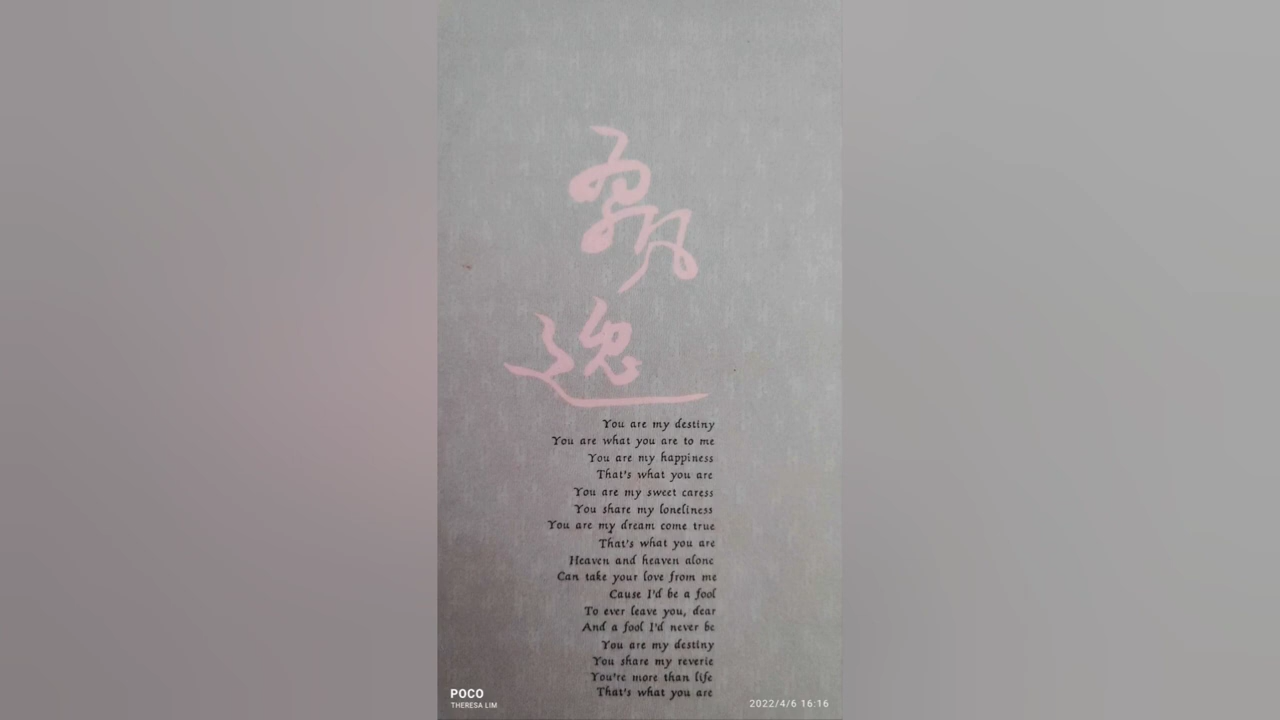 飘
逸
You are my destiny
You are what you are to me
You are my happiness
That's what you are
You are my sweet caress
You share my loneliness
You are my dream come true
That's what you are
Heaven and heaven alone
Can take your love from me
Cause I'd be a fool
To ever leave you, dear
And a fool I'd never be
You are my destiny
You share my reverie
You're more than life
That's what you are
POCO
THERESA LIM
2022/4/6 16:16